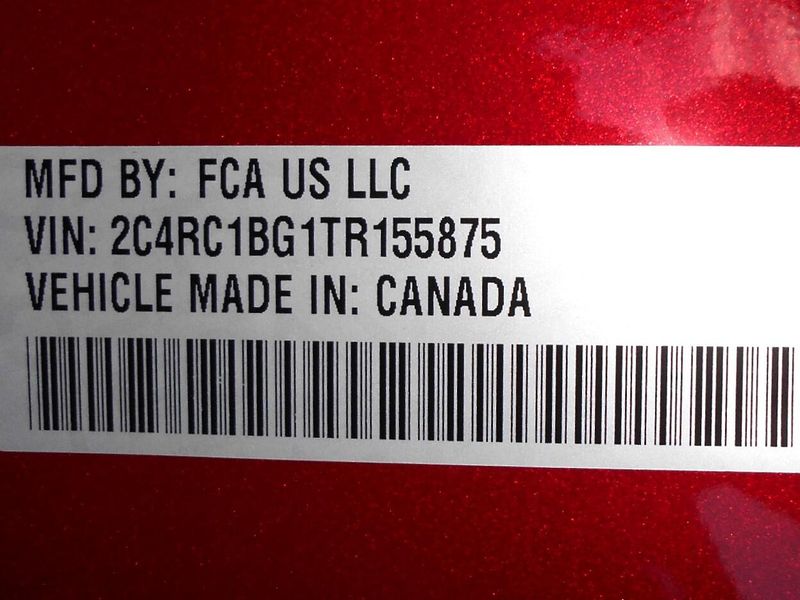 MFD BY: FCA US LLC
VIN: 2C4RC1BG1TR155875
VEHICLE MADE IN: CANADA